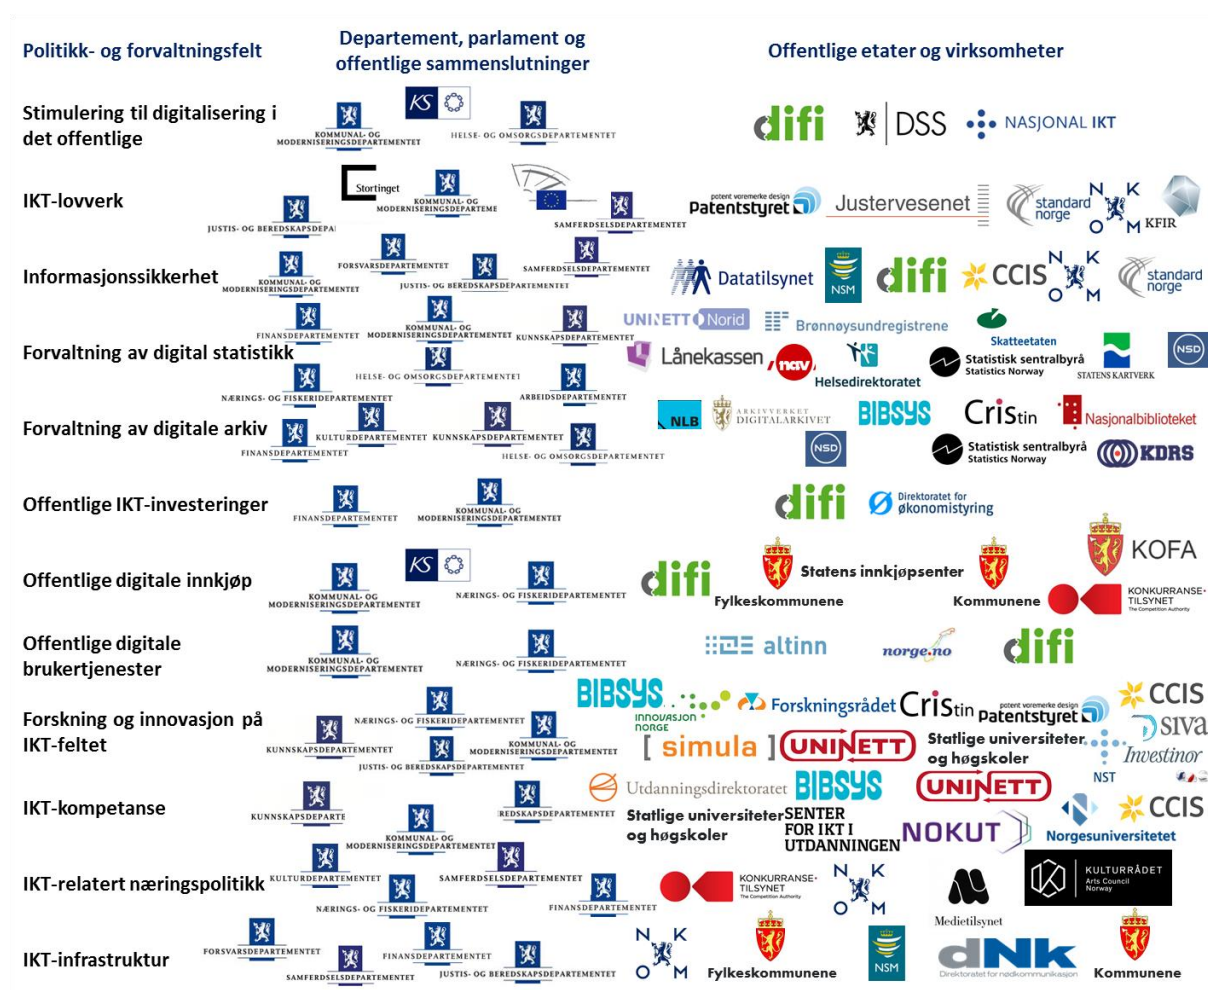 Politikk- og forvaltningsfelt
Departement, parlament og
offentlige sammenslutninger
Offentlige etater og virksomheter
Stimulering til digitalisering i
det offentlige
KOMMUNAL- OG
MODERNISERINGSDEPARTEMENTET
KS
HELSE- OG OMSORGSDEPARTEMENTET
difi
DSS
NASJONAL IKT
IKT-lovverk
JUSTIS- OG BEREDSKAPSDEPA
Stortinget
KOMMUNAL- OG
MODERNISERINGSDEPARTEME
SAMFERDSELSDEPARTEMENTET
patent varemerke design
Patentstyret
Justervesenet
standard
norge
N K
O M
KFIR
Informasjonssikkerhet
KOMMUNAL- OG
MODERNISERINGSDEPARTEMENTET
FORSVARSDEPARTEMENTET
JUSTIS- OG BEREDSKAPSDEPARTEMENTET
SAMFERDSELSDEPARTEMENTET
Datatilsynet
NSM
difi
CCIS
N K
O M
standard
norge
Forvaltning av digital statistikk
FINANSDEPARTEMENTET
KOMMUNAL- OG
MODERNISERINGSDEPARTEMENTET
KUNNSKAPSDEPARTEMENTET
HELSE- OG OMSORGSDEPARTEMENTET
NÆRINGS- OG FISKERIDEPARTEMENTET
ARBEIDSDEPARTEMENTET
UNINETT Norid
Brønnøysundregistrene
Skatteetaten
Lånekassen
nav
Helsedirektoratet
Statistisk sentralbyrå
Statistics Norway
STATENS KARTVERK
NSD
Forvaltning av digitale arkiv
FINANSDEPARTEMENTET
KULTURDEPARTEMENTET
KUNNSKAPSDEPARTEMENTET
HELSE- OG OMSORGSDEPARTEMENTET
NLB
ARKIVVERKET
DIGITALARKIVET
BIBSYS
CRIStin
Nasjonalbiblioteket
NSD
Statistisk sentralbyrå
Statistics Norway
KDRS
Offentlige IKT-investeringer
FINANSDEPARTEMENTET
KOMMUNAL- OG
MODERNISERINGSDEPARTEMENTET
difi
Direktoratet for
økonomistyring
Offentlige digitale innkjøp
KOMMUNAL- OG
MODERNISERINGSDEPARTEMENTET
KS
NÆRINGS- OG FISKERIDEPARTEMENTET
difi
Fylkeskommunene
Statens innkjøpsenter
Kommunene
KOFA
KONKURRANSE-
TILSYNET
The Competition Authority
Offentlige digitale
brukertjenester
KOMMUNAL- OG
MODERNISERINGSDEPARTEMENTET
NÆRINGS- OG FISKERIDEPARTEMENTET
altinn
norge.no
difi
Forskning og innovasjon på
IKT-feltet
KUNNSKAPSDEPARTEMENTET
NÆRINGS- OG FISKERIDEPARTEMENTET
JUSTIS- OG BEREDSKAPSDEPARTEMENTET
KOMMUNAL- OG
MODERNISERINGSDEPARTEMENTET
BIBSYS
INNOVASJON
NORGE
Forskningsrådet
CRIStin
patent varemerke design
Patentstyret
CCIS
SIVA
[ simula ]
UNINETT
Statlige universiteter
og høgskoler
Investinor
NST
IKT-kompetanse
KUNNSKAPSDEPARTE
KOMMUNAL- OG
MODERNISERINGSDEPARTEMENTET
REDSKAPSDEPARTEMENTET
Utdanningsdirektoratet
BIBSYS
UNINETT
Statlige universiteter
og høgskoler
SENTER
FOR IKT I
UTDANNINGEN
NOKUT
Norgesuniversitetet
CCIS
IKT-relatert næringspolitikk
KULTURDEPARTEMENTET
NÆRINGS- OG FISKERIDEPARTEMENTET
SAMFERDSELSDEPARTEMENTET
FINANSDEPARTEMENTET
KONKURRANSE-
TILSYNET
The Competition Authority
N K
O M
Medietilsynet
KULTURRÅDET
Arts Council
Norway
IKT-infrastruktur
FORSVARSDEPARTEMENTET
SAMFERDSELSDEPARTEMENTET
FINANSDEPARTEMENTET
JUSTIS- OG BEREDSKAPSDEPARTEMENTET
N K
O M
Fylkeskommunene
NSM
dNk
Direktoratet for nødkommunikasjon
Kommunene